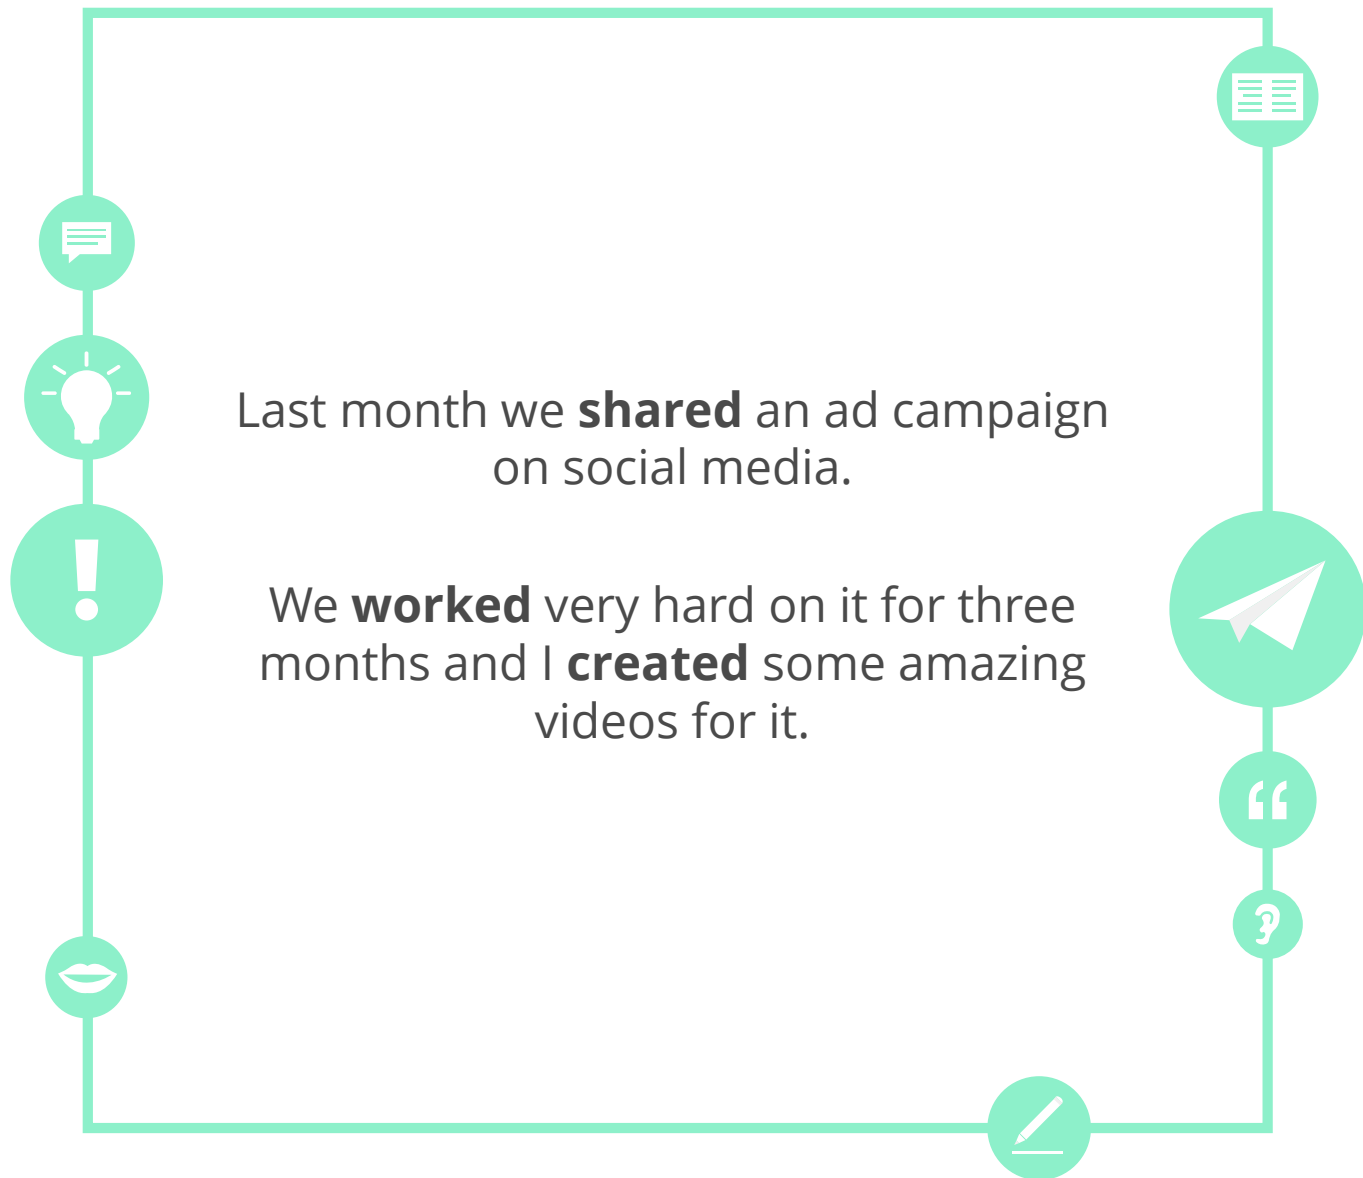 Last month we shared an ad campaign
on social media.
We worked very hard on it for three
months and I created some amazing
videos for it.